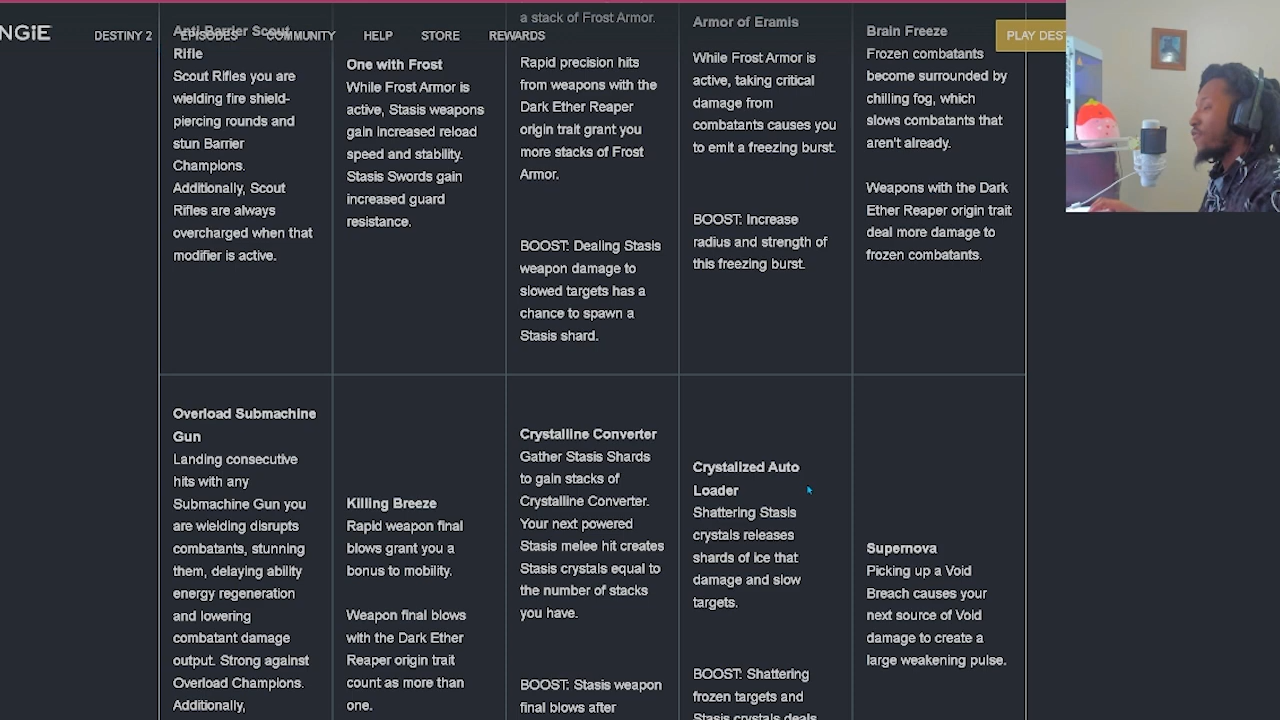 NGIE
DESTINY 2
EPISODES
COMMUNITY
HELP
STORE
REWARDS
PLAY DEST
Anti-Barrier Scout
Rifle
Scout Rifles you are
wielding fire shield-
piercing rounds and
stun Barrier
Champions.
Additionally, Scout
Rifles are always
overcharged when that
modifier is active.
One with Frost
While Frost Armor is
active, Stasis weapons
gain increased reload
speed and stability.
Stasis Swords gain
increased guard
resistance.
a stack of Frost Armor.
Rapid precision hits
from weapons with the
Dark Ether Reaper
origin trait grant you
more stacks of Frost
Armor.
BOOST: Dealing Stasis
weapon damage to
slowed targets has a
chance to spawn a
Stasis shard.
Armor of Eramis
While Frost Armor is
active, taking critical
damage from
combatants causes you
to emit a freezing burst.
BOOST: Increase
radius and strength of
this freezing burst.
Brain Freeze
Frozen combatants
become surrounded by
chilling fog, which
slows combatants that
aren't already.
Weapons with the Dark
Ether Reaper origin trait
deal more damage to
frozen combatants.
Overload Submachine
Gun
Landing consecutive
hits with any
Submachine Gun you
are wielding disrupts
combatants, stunning
them, delaying ability
energy regeneration
and lowering
combatant damage
output. Strong against
Overload Champions.
Additionally,
Killing Breeze
Rapid weapon final
blows grant you a
bonus to mobility.
Weapon final blows
with the Dark Ether
Reaper origin trait
count as more than
one.
Crystalline Converter
Gather Stasis Shards
to gain stacks of
Crystalline Converter.
Your next powered
Stasis melee hit creates
Stasis crystals equal to
the number of stacks
you have.
BOOST: Stasis weapon
final blows after
Crystalized Auto
Loader
Shattering Stasis
crystals releases
shards of ice that
damage and slow
targets.
BOOST: Shattering
frozen targets and
Stasis crystals deals
Supernova
Picking up a Void
Breach causes your
next source of Void
damage to create a
large weakening pulse.